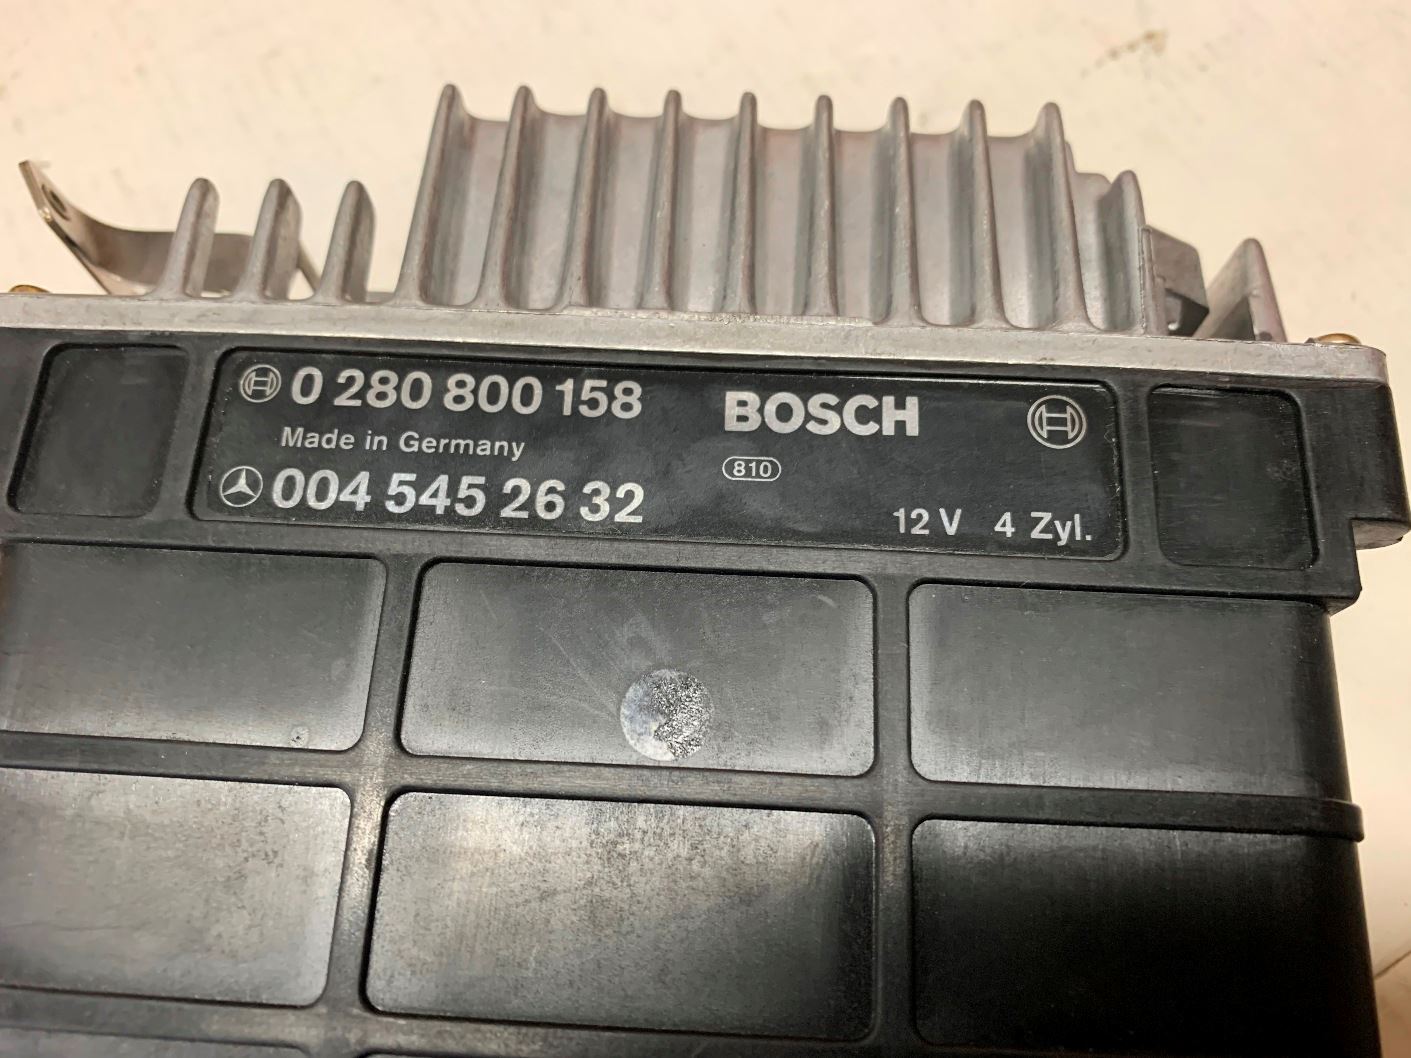 0 280 800 158
BOSCH
Made in Germany
810
004 545 26 32
12 V 4 Zyl.